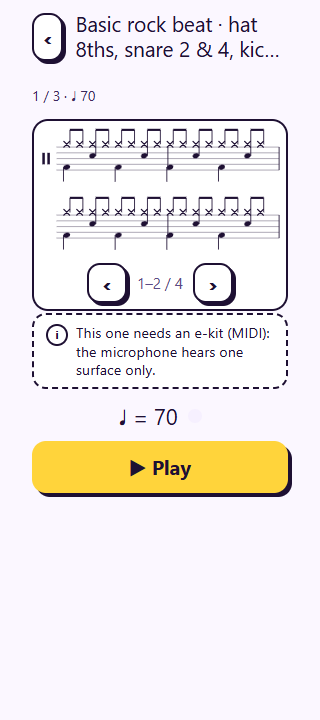 Basic rock beat · hat
8ths, snare 2 & 4, kic...
1 / 3 · ♩ 70
1–2 / 4
i
This one needs an e-kit (MIDI):
the microphone hears one
surface only.
♩ = 70
▶ Play